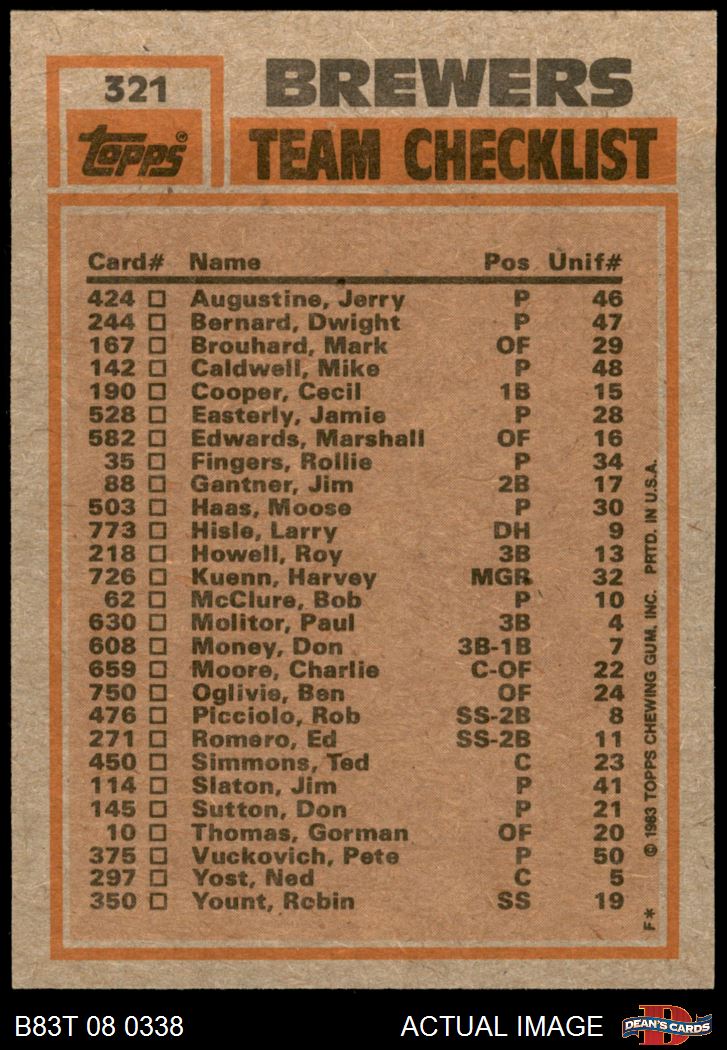 321
BREWERS
Topps®
TEAM CHECKLIST
Card# Name Pos Unif#
424 □ Augustine, Jerry P 46
244 □ Bernard, Dwight P 47
167 □ Brouhard, Mark OF 29
142 □ Caldwell, Mike P 48
190 □ Cooper, Cecil 1B 15
528 □ Easterly, Jamie P 28
582 □ Edwards, Marshall OF 16
35 □ Fingers, Rollie P 34
88 □ Gantner, Jim 2B 17
503 □ Haas, Moose P 30
773 □ Hisle, Larry DH 9
218 □ Howell, Roy 3B 13
726 □ Kuenn, Harvey MGR 32
62 □ McClure, Bob P 10
630 □ Molitor, Paul 3B 4
608 □ Money, Don 3B-1B 7
659 □ Moore, Charlie C-OF 22
750 □ Oglivie, Ben OF 24
476 □ Picciolo, Rob SS-2B 8
271 □ Romero, Ed SS-2B 11
450 □ Simmons, Ted C 23
114 □ Slaton, Jim P 41
145 □ Sutton, Don P 21
10 □ Thomas, Gorman OF 20
375 □ Vuckovich, Pete P 50
297 □ Yost, Ned C 5
350 □ Yount, Robin SS 19
F* © 1983 TOPPS CHEWING GUM, INC. PRTD. IN U.S.A.
B83T 08 0338 ACTUAL IMAGE
D
DEAN'S CARDS